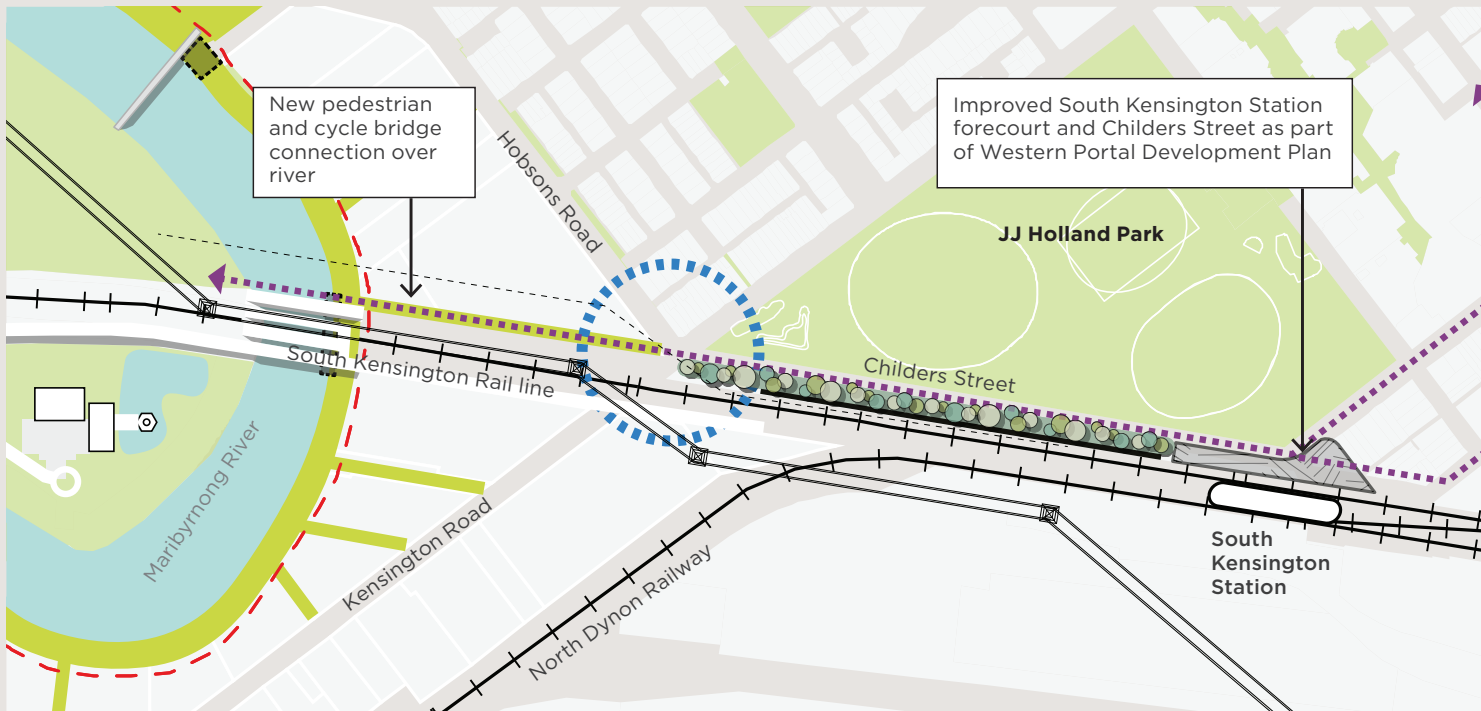 New pedestrian
and cycle bridge
connection over
river
Improved South Kensington Station
forecourt and Childers Street as part
of Western Portal Development Plan
Hobsons Road
JJ Holland Park
Childers Street
South Kensington Rail line
Maribyrnong River
Kensington Road
North Dynon Railway
South
Kensington
Station